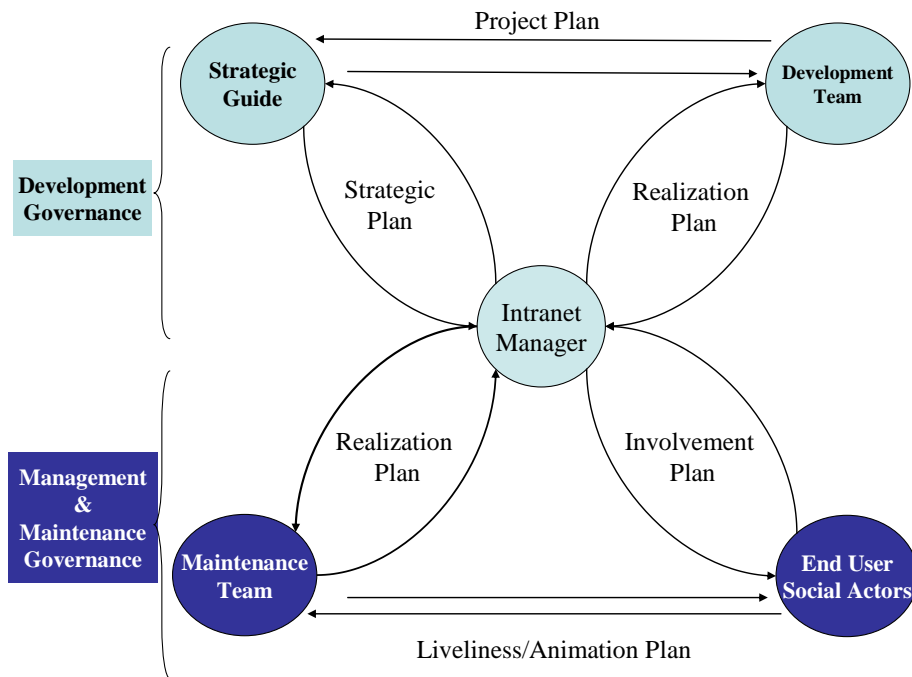 Project Plan
Strategic
Guide
Development
Team
Development
Governance
Strategic
Plan
Realization
Plan
Intranet
Manager
Realization
Plan
Involvement
Plan
Management
&
Maintenance
Governance
Maintenance
Team
End User
Social Actors
Liveliness/Animation Plan